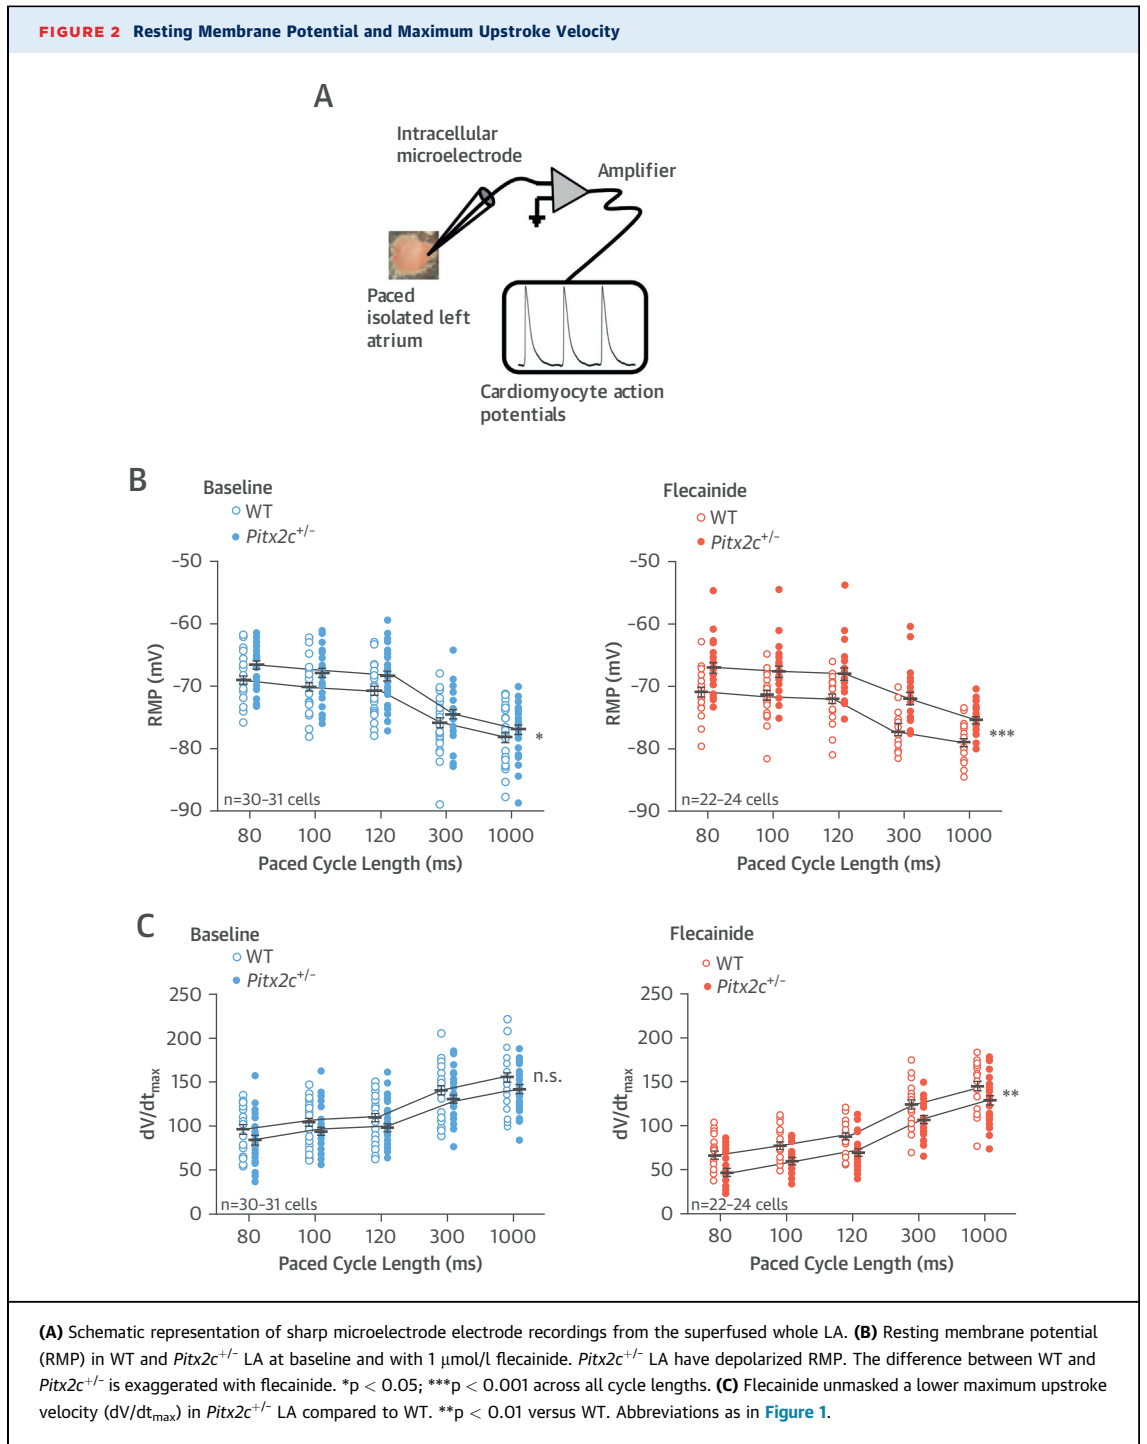 FIGURE 2 Resting Membrane Potential and Maximum Upstroke Velocity
A
Intracellular
microelectrode
Amplifier
Paced
isolated left
atrium
Cardiomyocyte action
potentials
B
Baseline
WT
Pitx2c+/-
-50
-60
-70
-80
-90
RMP (mV)
*
n=30-31 cells
80 100 120 300 1000
Paced Cycle Length (ms)
Flecainide
WT
Pitx2c+/-
-50
-60
-70
-80
-90
RMP (mV)
***
n=22-24 cells
80 100 120 300 1000
Paced Cycle Length (ms)
C
Baseline
WT
Pitx2c+/-
250
200
150
100
50
0
dV/dtmax
n.s.
n=30-31 cells
80 100 120 300 1000
Paced Cycle Length (ms)
Flecainide
WT
Pitx2c+/-
250
200
150
100
50
0
dV/dtmax
**
n=22-24 cells
80 100 120 300 1000
Paced Cycle Length (ms)
(A) Schematic representation of sharp microelectrode electrode recordings from the superfused whole LA. (B) Resting membrane potential
(RMP) in WT and Pitx2c+/- LA at baseline and with 1 μmol/l flecainide. Pitx2c+/- LA have depolarized RMP. The difference between WT and
Pitx2c+/- is exaggerated with flecainide. *p < 0.05; ***p < 0.001 across all cycle lengths. (C) Flecainide unmasked a lower maximum upstroke
velocity (dV/dtmax) in Pitx2c+/- LA compared to WT. **p < 0.01 versus WT. Abbreviations as in Figure 1.